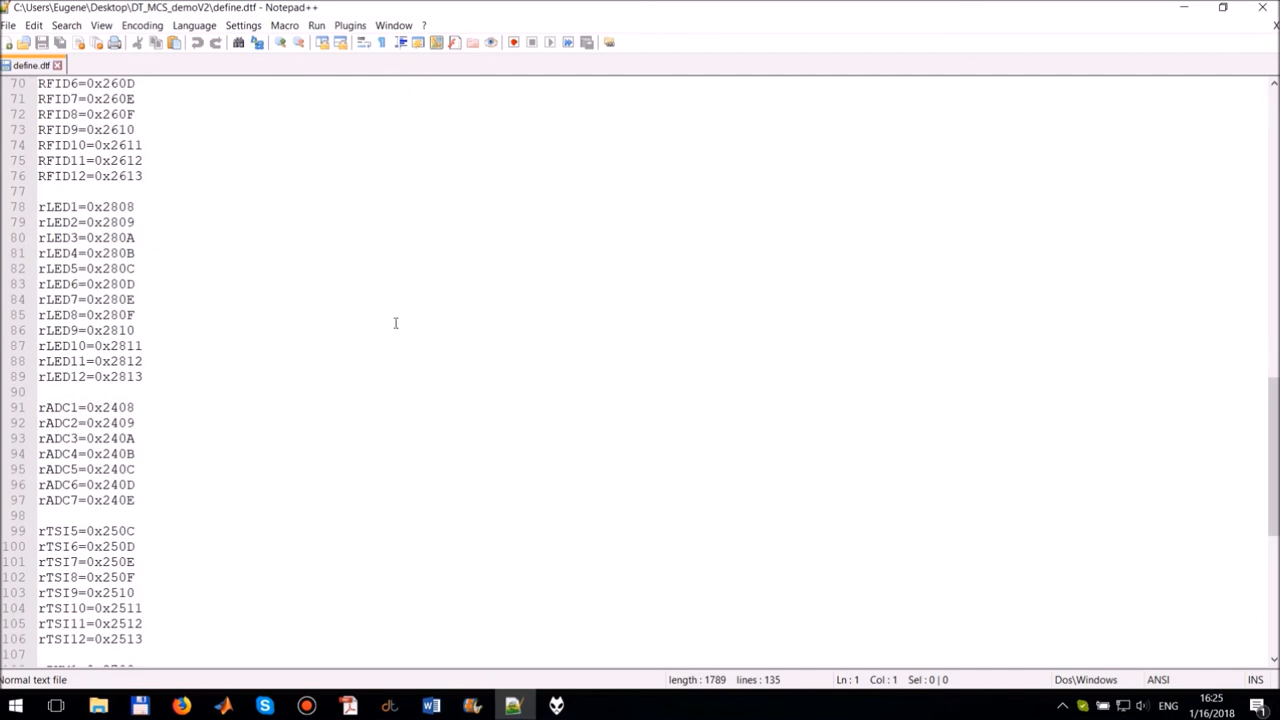 C:\Users\Eugene\Desktop\DT_MCS_demoV2\define.dtf - Notepad++
File Edit Search View Encoding Language Settings Macro Run Plugins Window ?
define.dtf
70 RFID6=0x260D
71 RFID7=0x260E
72 RFID8=0x260F
73 RFID9=0x2610
74 RFID10=0x2611
75 RFID11=0x2612
76 RFID12=0x2613
77
78 rLED1=0x2808
79 rLED2=0x2809
80 rLED3=0x280A
81 rLED4=0x280B
82 rLED5=0x280C
83 rLED6=0x280D
84 rLED7=0x280E
85 rLED8=0x280F
86 rLED9=0x2810
87 rLED10=0x2811
88 rLED11=0x2812
89 rLED12=0x2813
90
91 rADC1=0x2408
92 rADC2=0x2409
93 rADC3=0x240A
94 rADC4=0x240B
95 rADC5=0x240C
96 rADC6=0x240D
97 rADC7=0x240E
98
99 rTSI5=0x250C
100 rTSI6=0x250D
101 rTSI7=0x250E
102 rTSI8=0x250F
103 rTSI9=0x2510
104 rTSI10=0x2511
105 rTSI11=0x2512
106 rTSI12=0x2513
107
Normal text file length : 1789 lines : 135 Ln : 1 Col : 1 Sel : 0 | 0 Dos\Windows ANSI INS
ENG 16:25
1/16/2018